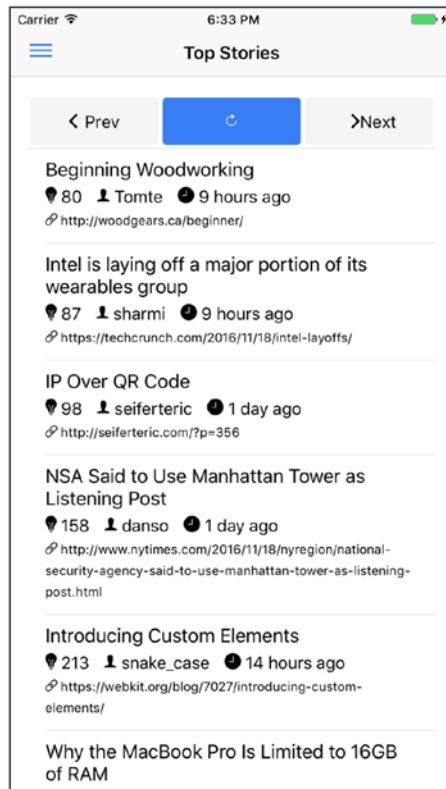 Carrier 6:33 PM
Top Stories
Prev
Next
Beginning Woodworking
80 Tomte 9 hours ago
http://woodgears.ca/beginner/
Intel is laying off a major portion of its
wearables group
87 sharmi 9 hours ago
https://techcrunch.com/2016/11/18/intel-layoffs/
IP Over QR Code
98 seiferteric 1 day ago
http://seiferteric.com/?p=356
NSA Said to Use Manhattan Tower as
Listening Post
158 danso 1 day ago
http://www.nytimes.com/2016/11/18/nyregion/national-
security-agency-said-to-use-manhattan-tower-as-listening-
post.html
Introducing Custom Elements
213 snake_case 14 hours ago
https://webkit.org/blog/7027/introducing-custom-
elements/
Why the MacBook Pro Is Limited to 16GB
of RAM